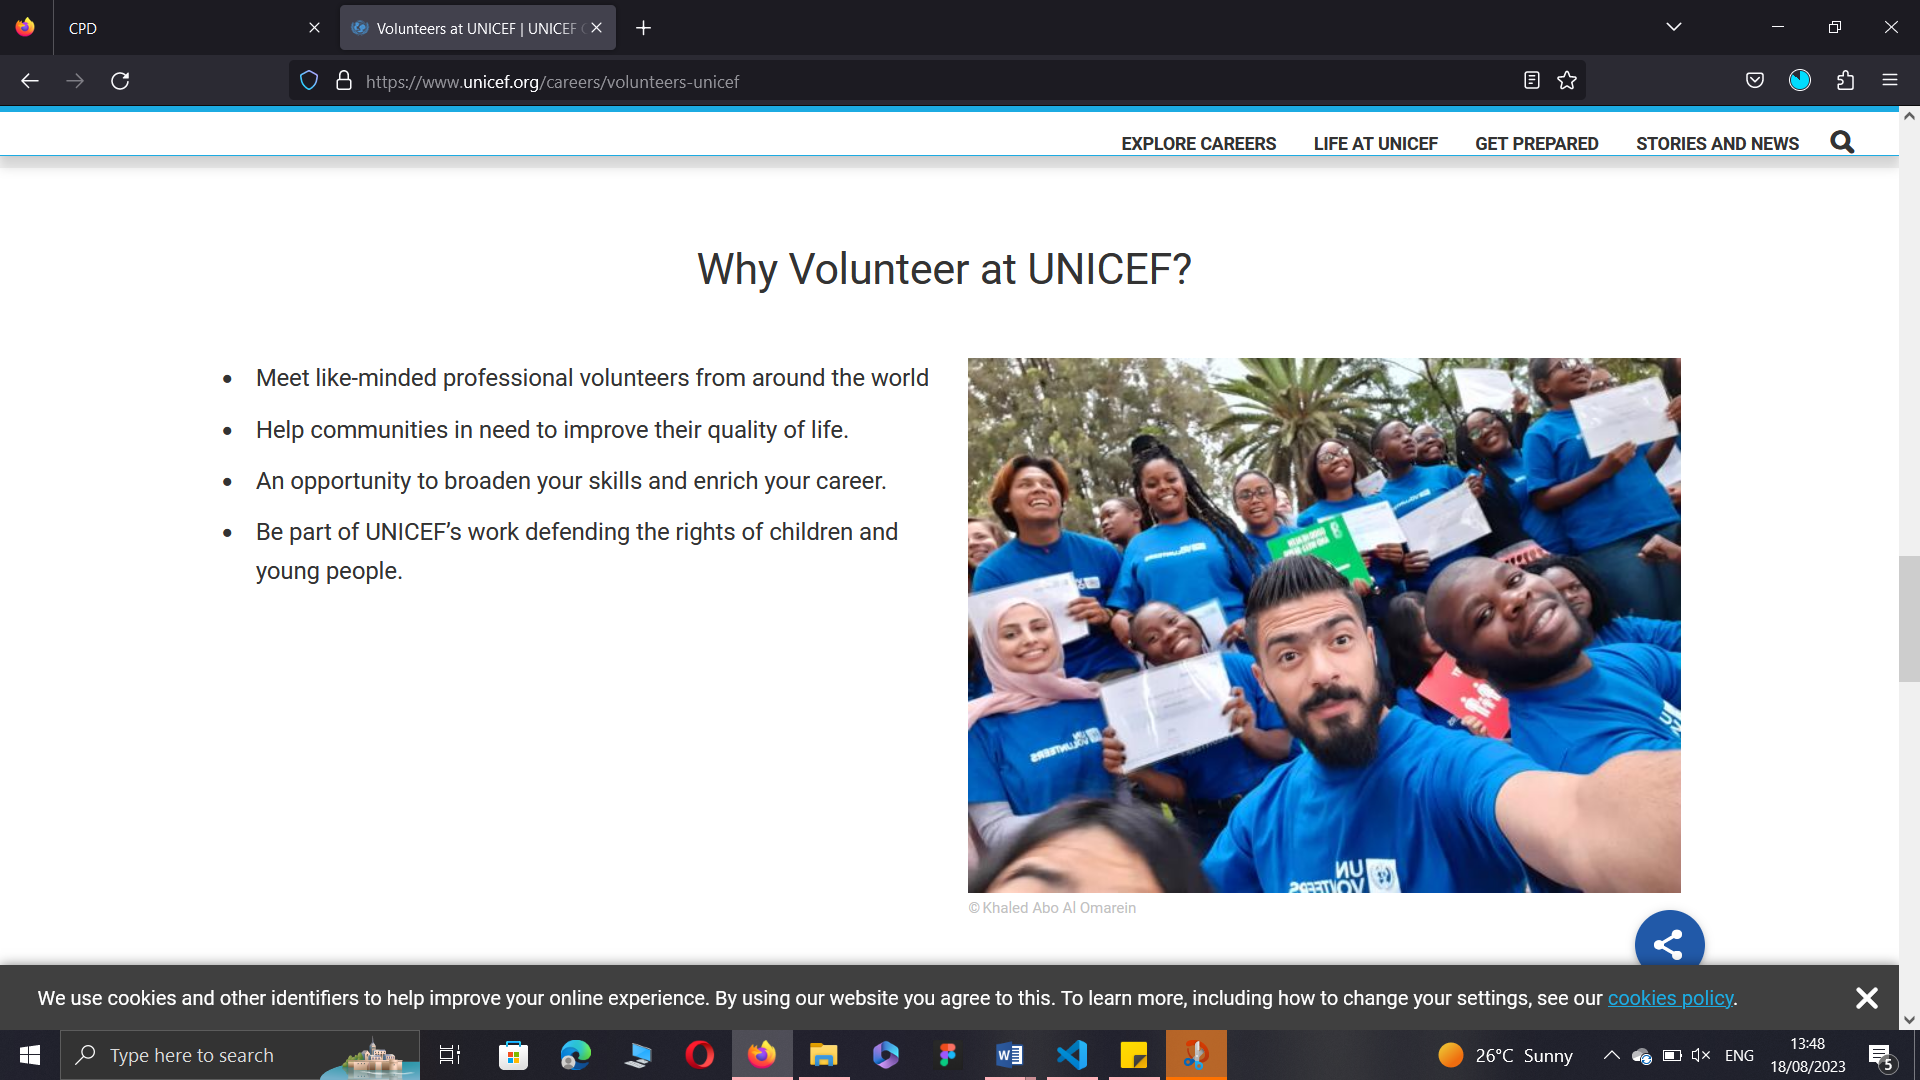 CPD
Volunteers at UNICEF | UNICEF
https://www.unicef.org/careers/volunteers-unicef
EXPLORE CAREERS LIFE AT UNICEF GET PREPARED STORIES AND NEWS
Why Volunteer at UNICEF?
Meet like-minded professional volunteers from around the world
Help communities in need to improve their quality of life.
An opportunity to broaden your skills and enrich your career.
Be part of UNICEF’s work defending the rights of children and
young people.
UN
VOLUNTEERS
© Khaled Abo Al Omarein
We use cookies and other identifiers to help improve your online experience. By using our website you agree to this. To learn more, including how to change your settings, see our cookies policy.
Type here to search
26°C Sunny
ENG
13:48
18/08/2023
5